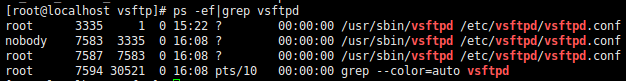 [root@localhost vsftp]# ps -ef|grep vsftpd
root 3335 1 0 15:22 ? 00:00:00 /usr/sbin/vsftpd /etc/vsftpd/vsftpd.conf
nobody 7583 3335 0 16:08 ? 00:00:00 /usr/sbin/vsftpd /etc/vsftpd/vsftpd.conf
root 7587 7583 0 16:08 ? 00:00:00 /usr/sbin/vsftpd /etc/vsftpd/vsftpd.conf
root 7594 30521 0 16:08 pts/10 00:00:00 grep --color=auto vsftpd